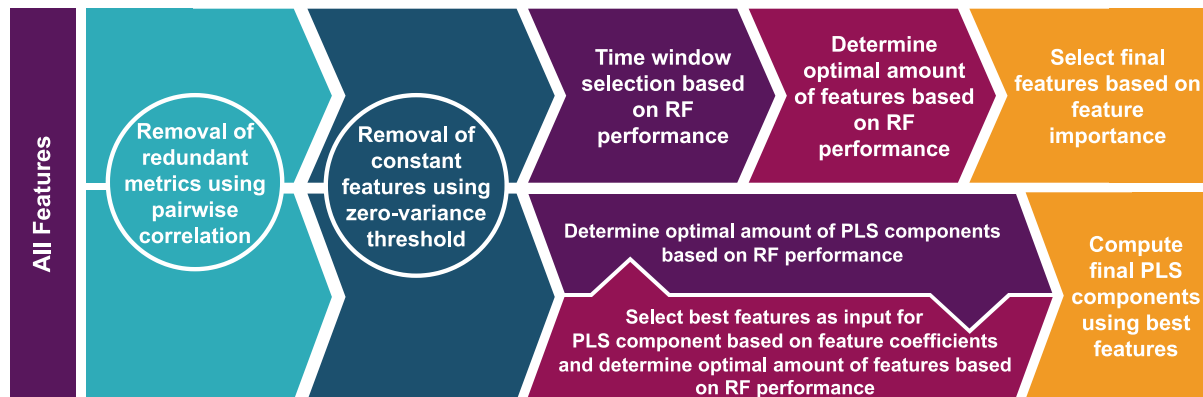 All Features
Removal of
redundant
metrics using
pairwise
correlation
Removal of
constant
features using
zero-variance
threshold
Time window
selection based
on RF
performance
Determine
optimal amount
of features based
on RF
performance
Select final
features based on
feature
importance
Determine optimal amount of PLS components
based on RF performance
Select best features as input for
PLS component based on feature coefficients
and determine optimal amount of features based
on RF performance
Compute
final PLS
components
using best
features